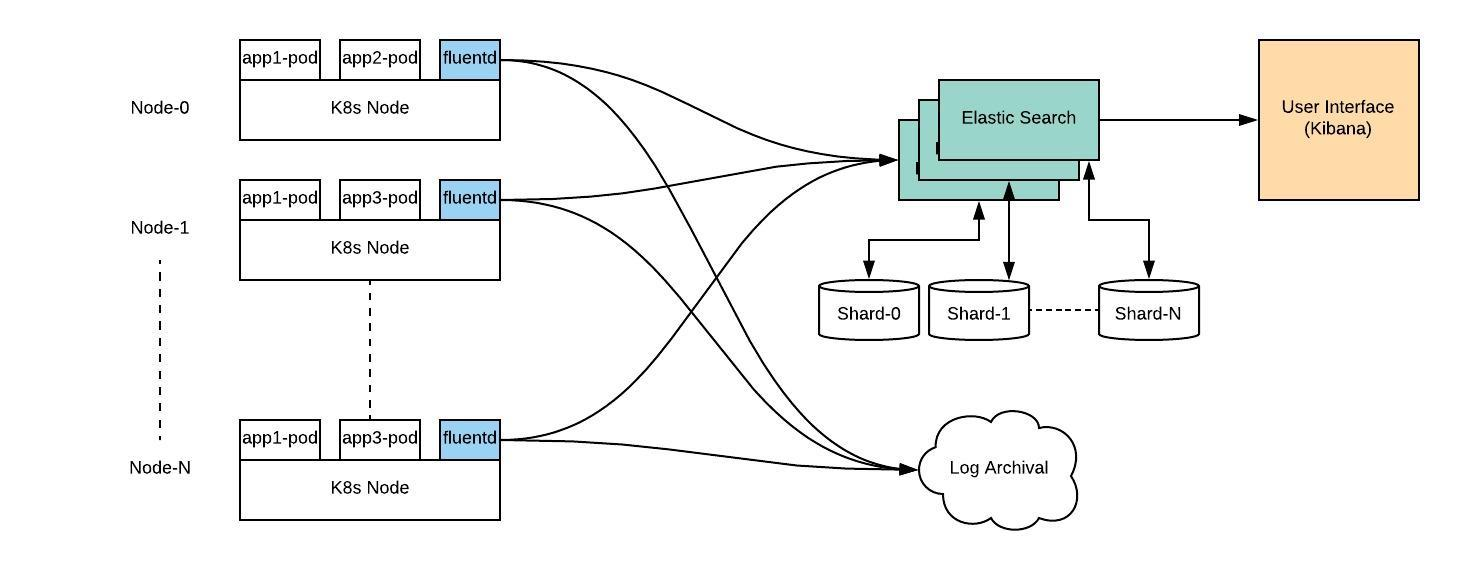 app1-pod
app2-pod
fluentd
Node-0
K8s Node
app1-pod
app3-pod
fluentd
Node-1
K8s Node
app1-pod
app3-pod
fluentd
Node-N
K8s Node
Elastic Search
User Interface
(Kibana)
Shard-0
Shard-1
Shard-N
Log Archival